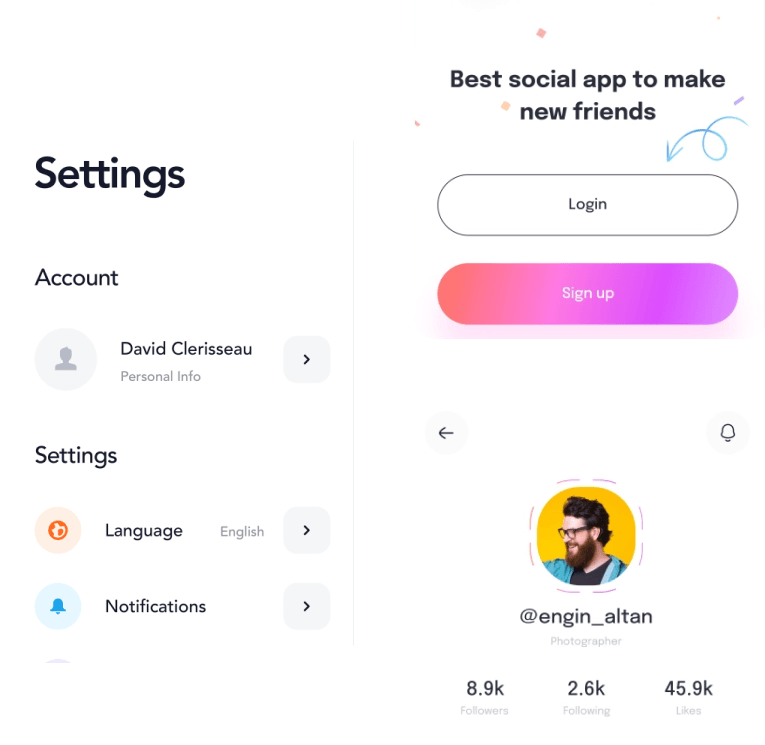 Settings
Account
David Clerisseau
Personal Info
Settings
Language
English
Notifications
Best social app to make
new friends
Login
Sign up
@engin_altan
Photographer
8.9k
2.6k
45.9k
Followers
Following
Likes